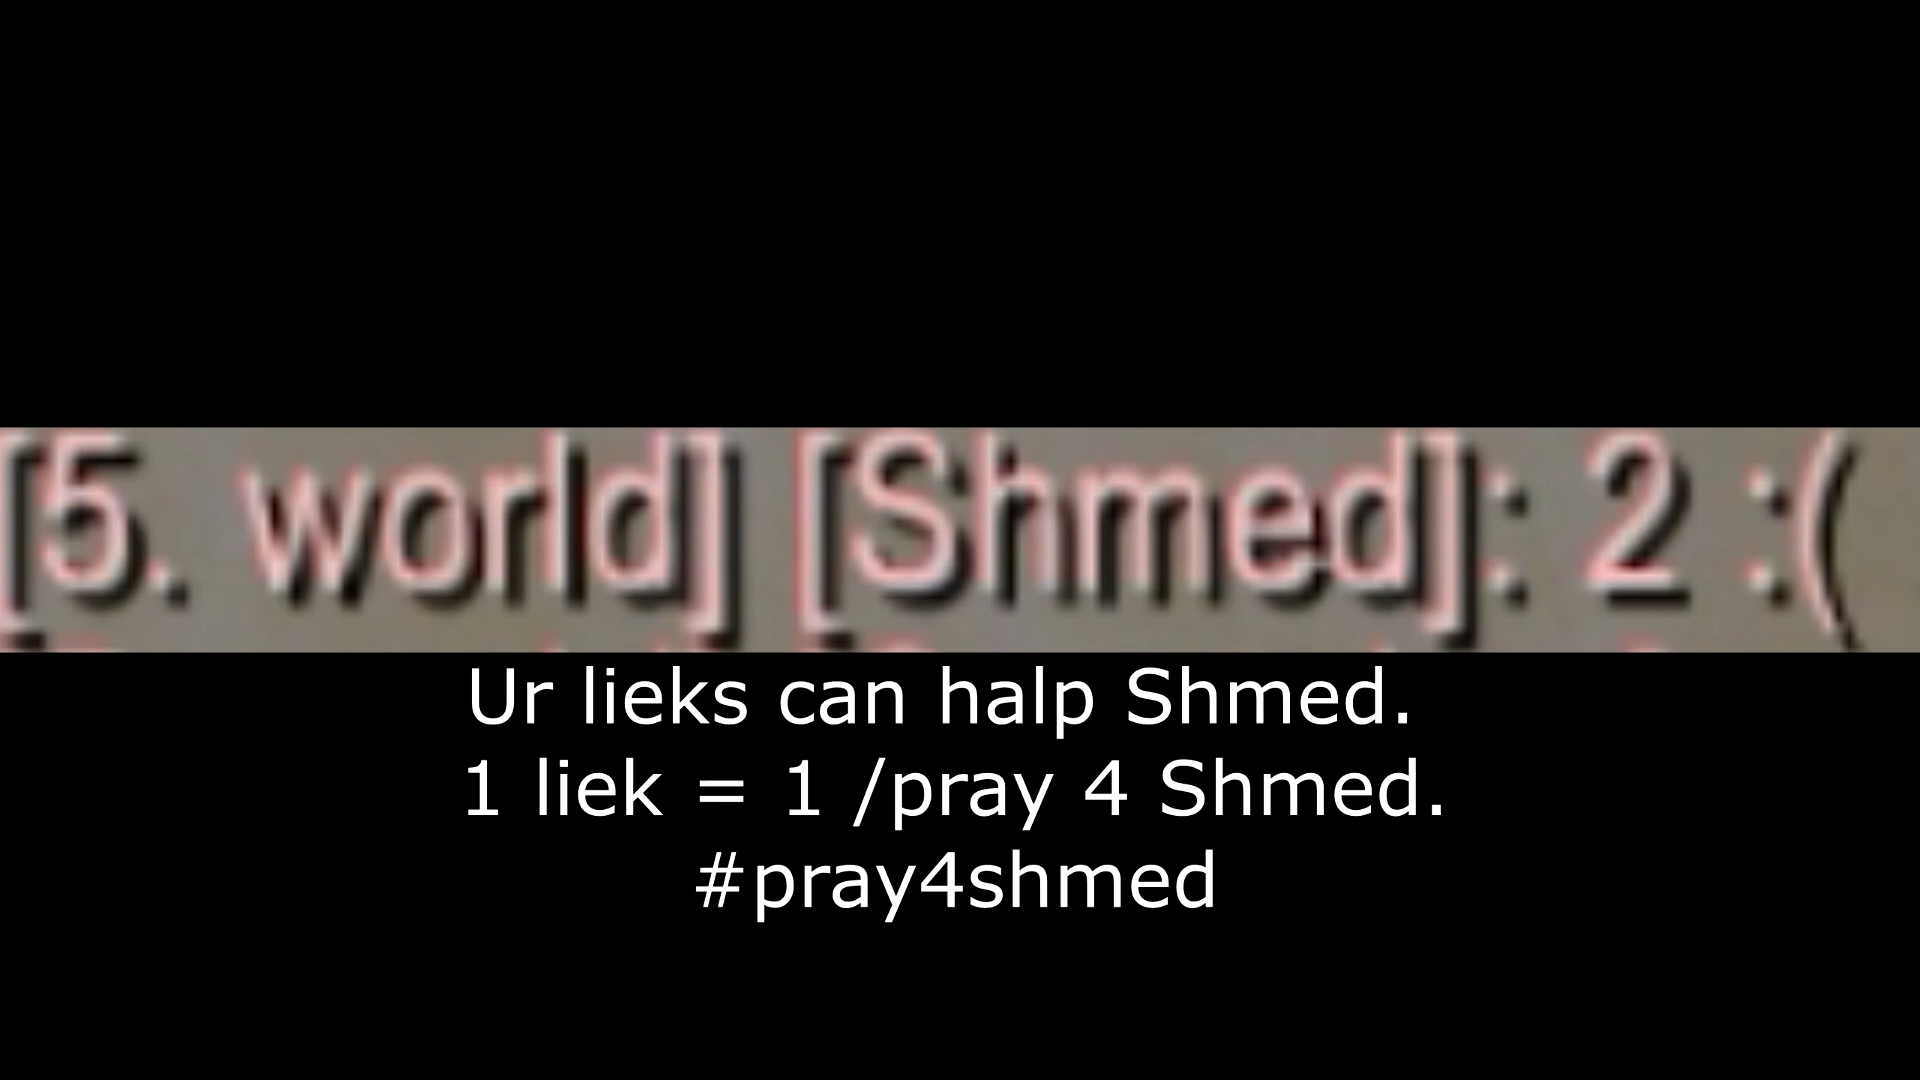 [5. world] [Shmed]: 2 :(
Ur lieks can halp Shmed.
1 liek = 1 /pray 4 Shmed.
#pray4shmed